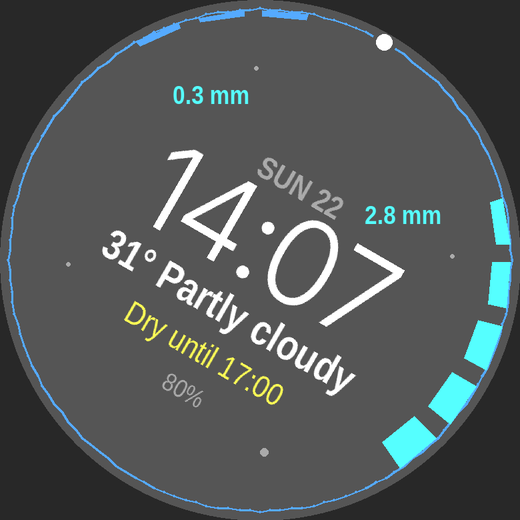 0.3 mm
SUN 22
2.8 mm
14:07
31° Partly cloudy
Dry until 17:00
80%